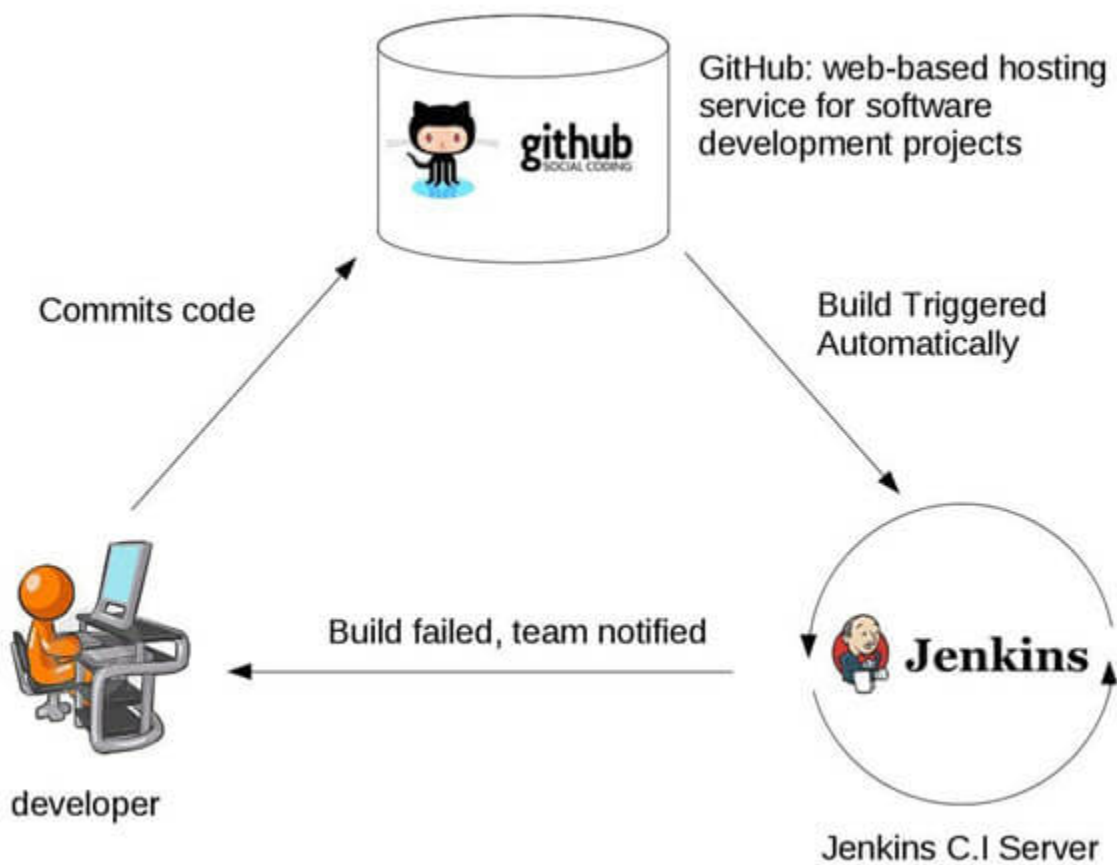 GitHub: web-based hosting
service for software
development projects
github
SOCIAL CODING
Commits code
Build Triggered
Automatically
Build failed, team notified
Jenkins
developer
Jenkins C.I Server